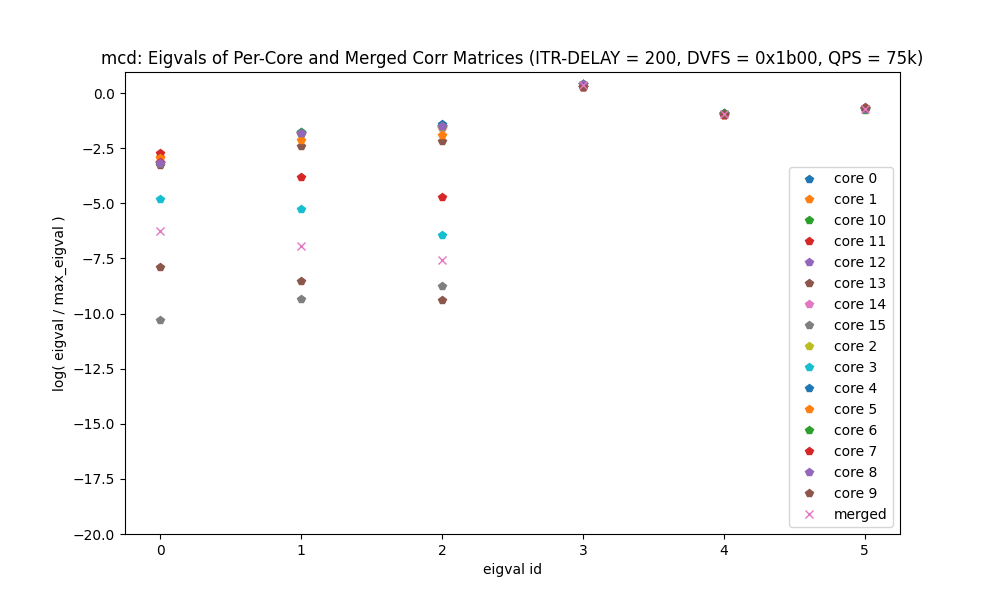 mcd: Eigvals of Per-Core and Merged Corr Matrices (ITR-DELAY = 200, DVFS = 0x1b00, QPS = 75k)
log( eigval / max_eigval )
0.0
−2.5
−5.0
−7.5
−10.0
−12.5
−15.0
−17.5
−20.0
core 0
core 1
core 10
core 11
core 12
core 13
core 14
core 15
core 2
core 3
core 4
core 5
core 6
core 7
core 8
core 9
merged
0 1 2 3 4 5
eigval id